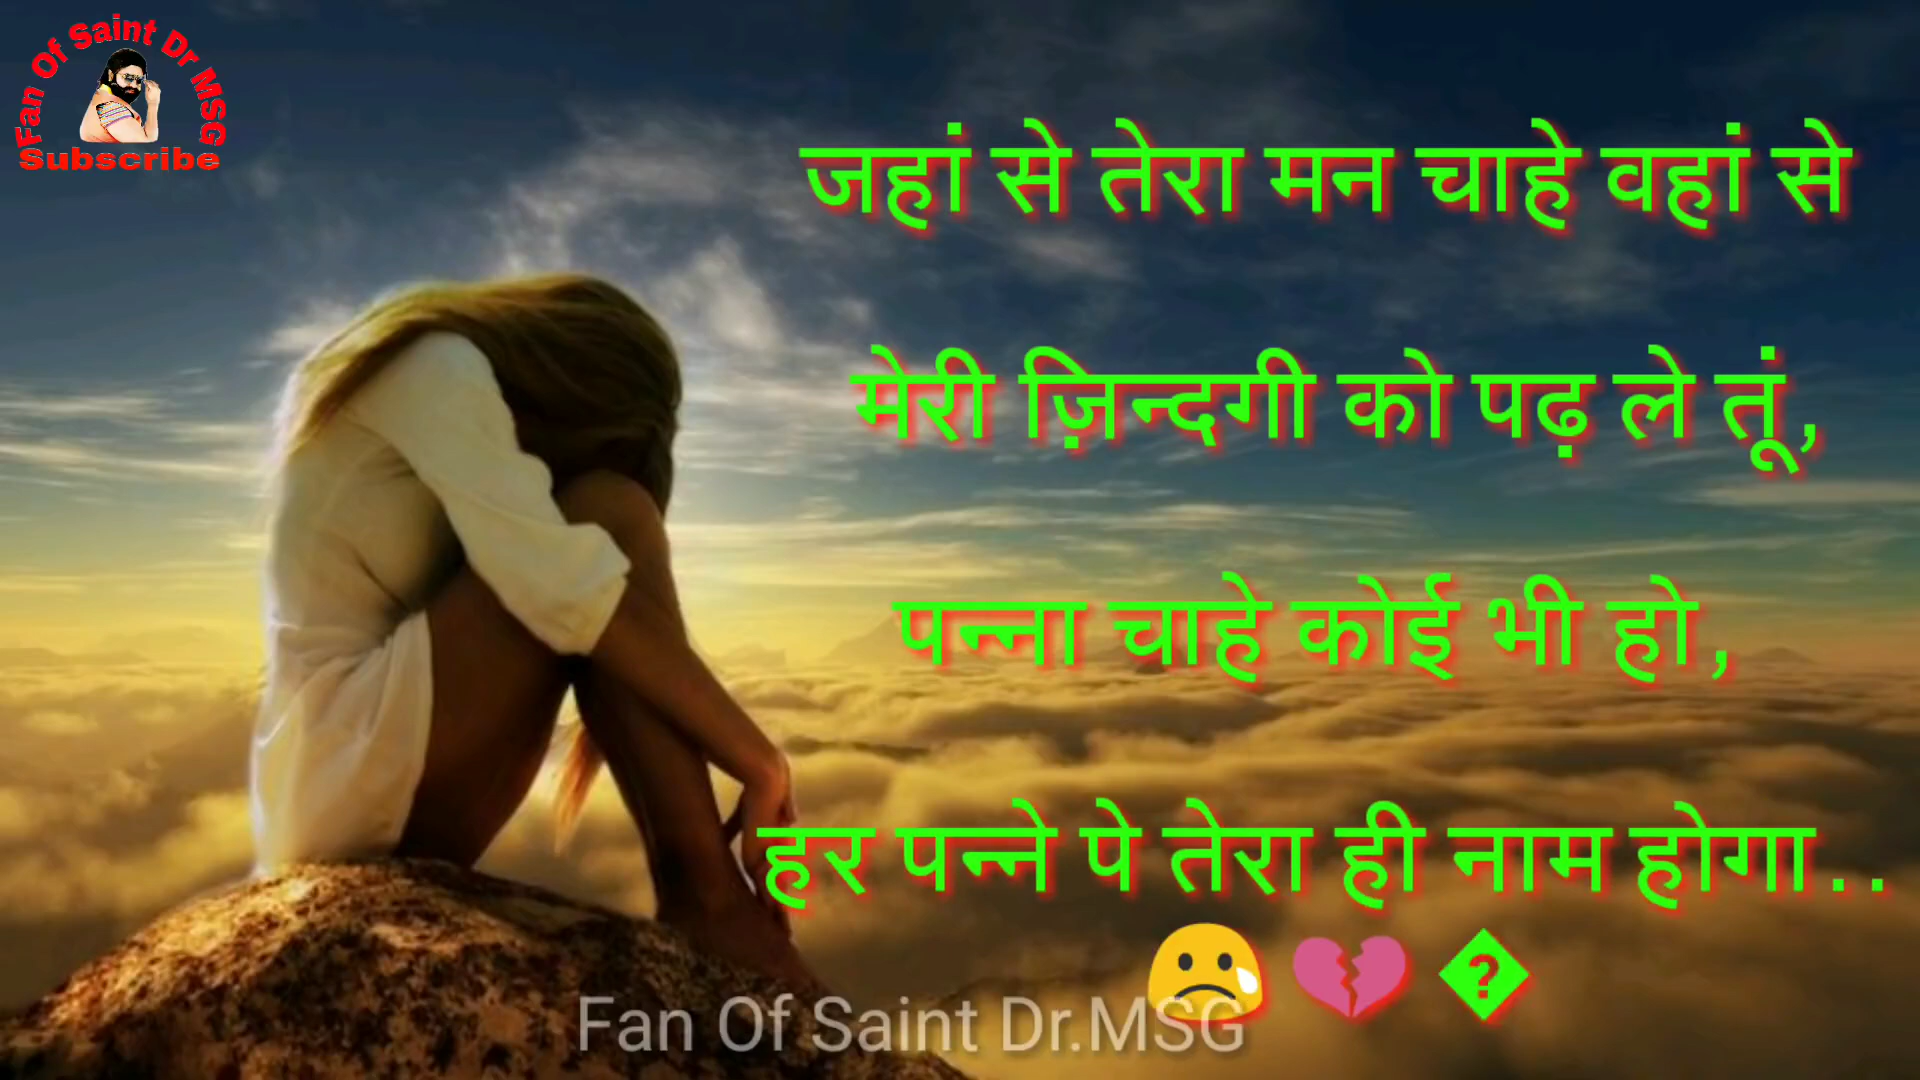 Fan Of Saint Dr MSG
Subscribe
जहां से तेरा मन चाहे वहां से
मेरी ज़िन्दगी को पढ़ ले तूं,
पन्ना चाहे कोई भी हो,
हर पन्ने पे तेरा ही नाम होगा..
😢 💔 �
Fan Of Saint Dr.MSG